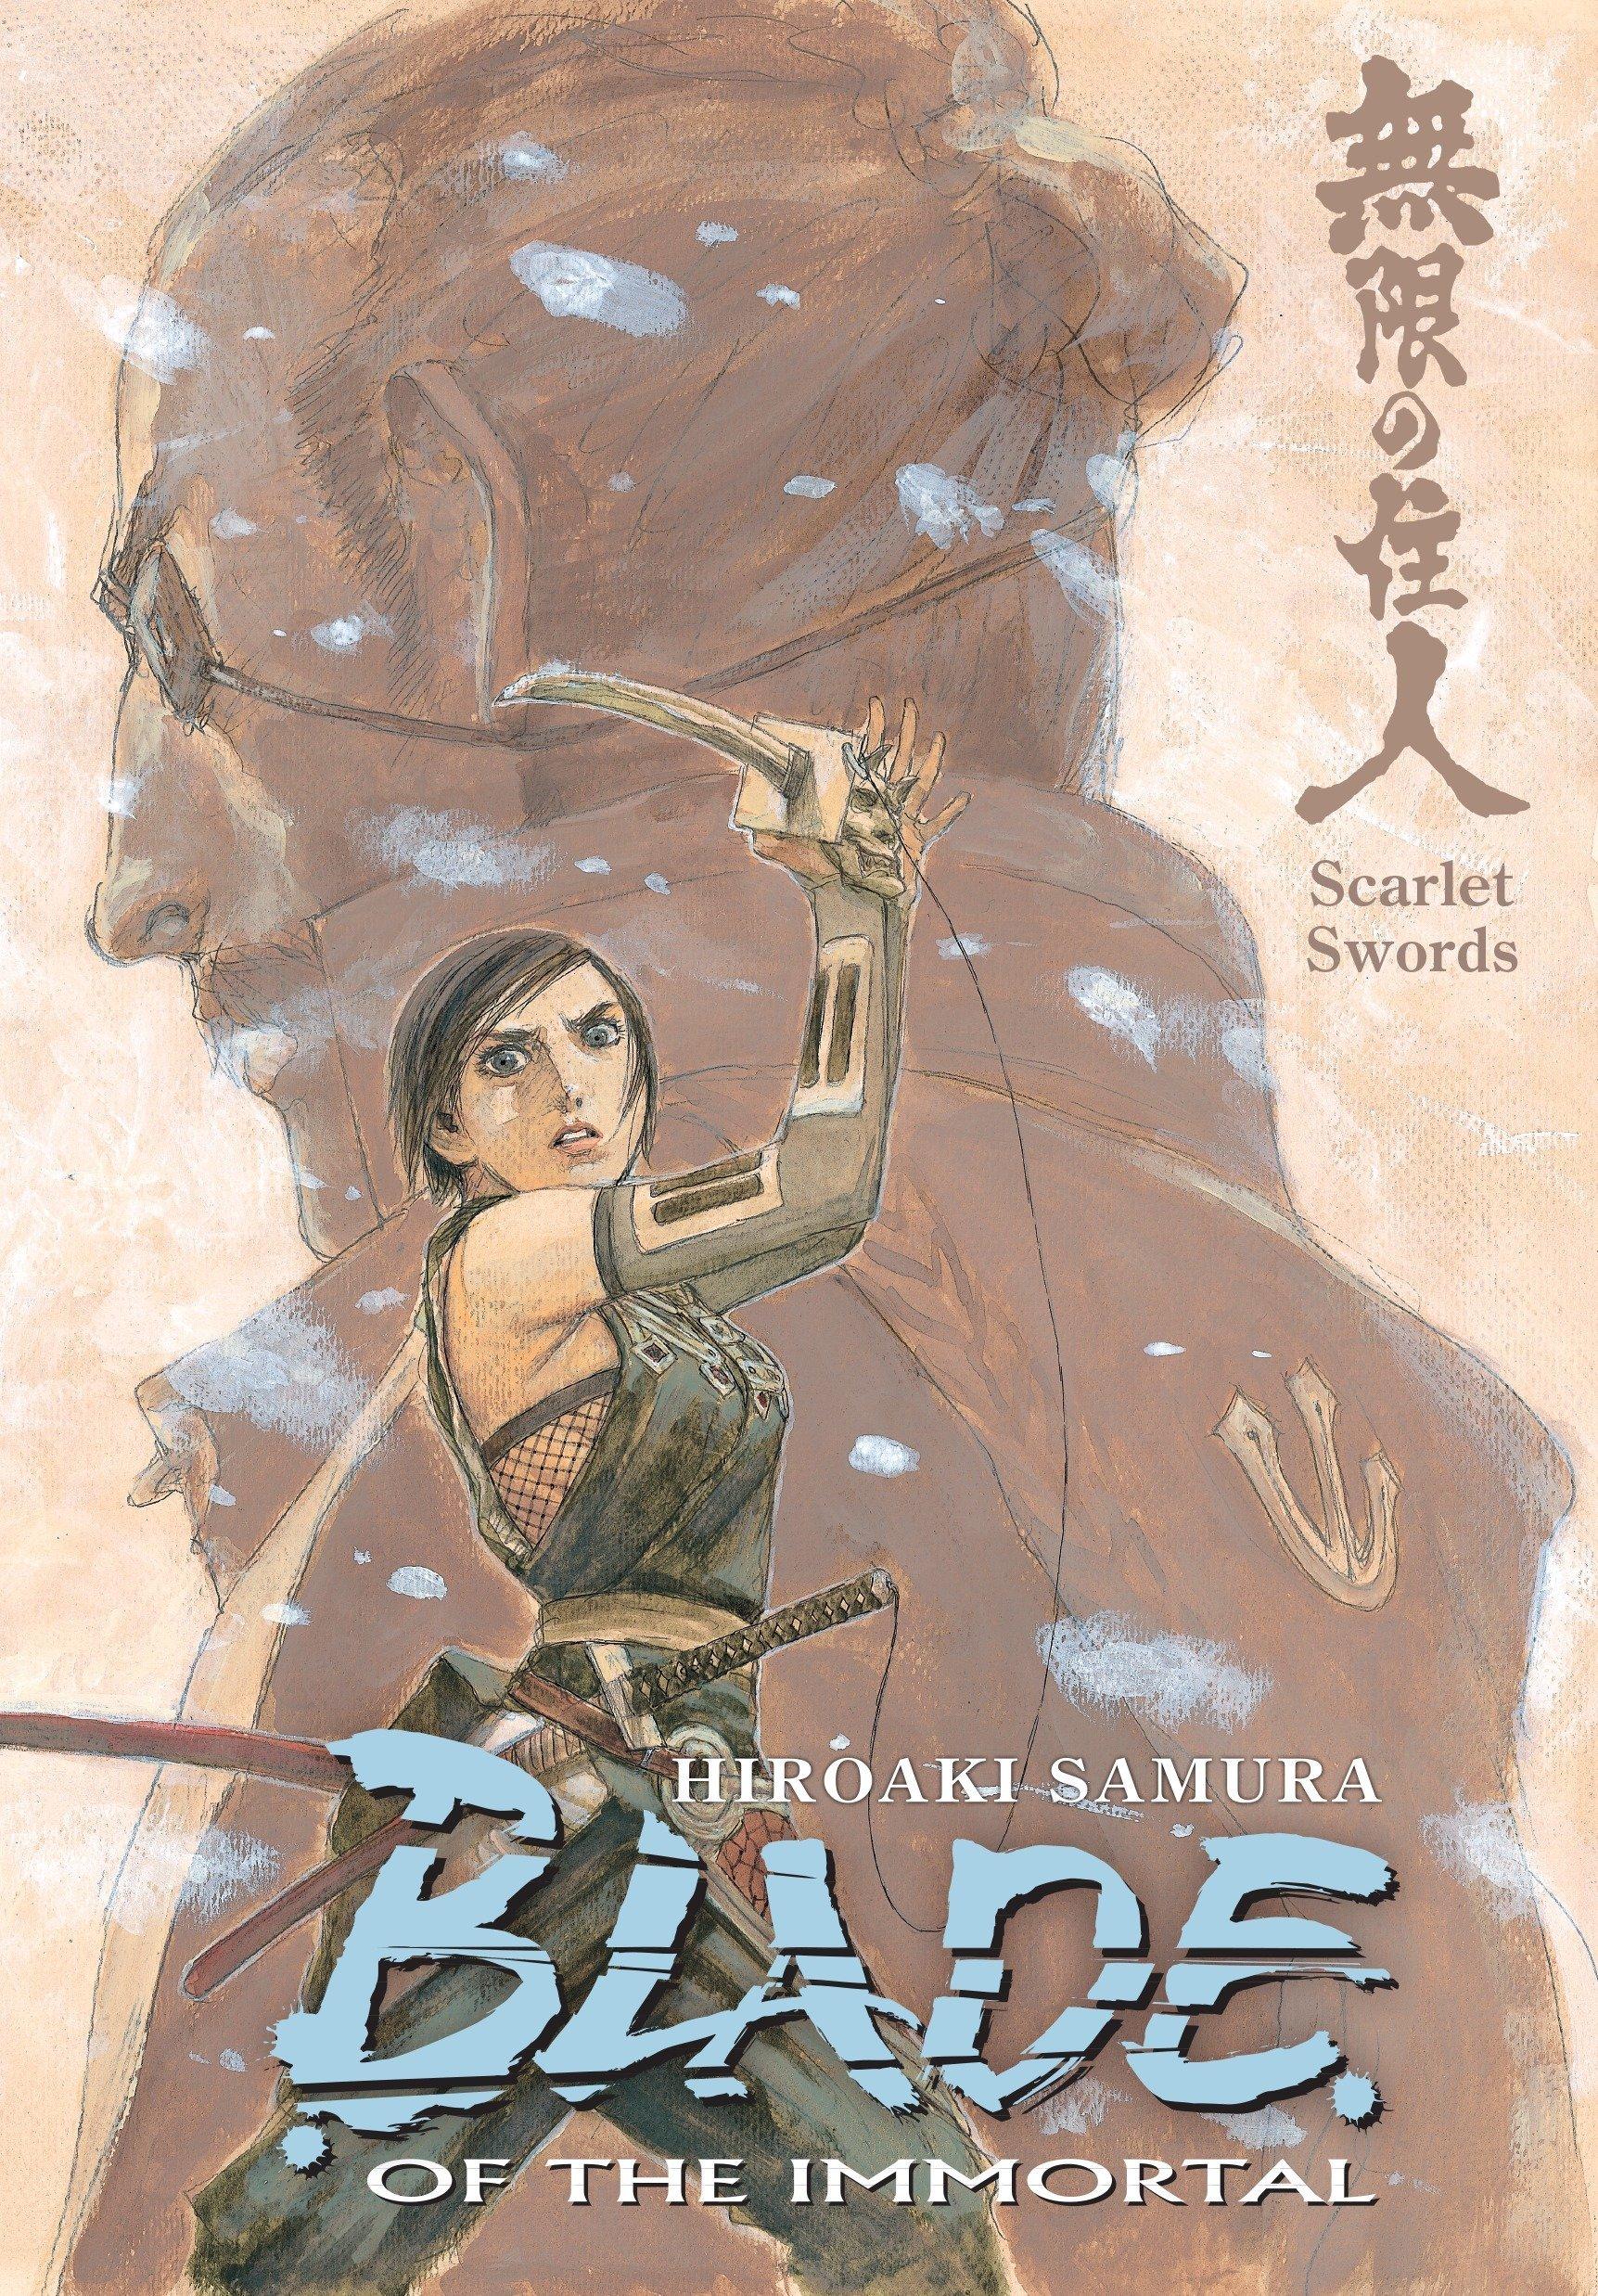 無限の住人
Scarlet
Swords
HIROAKI SAMURA
BLADE
OF THE IMMORTAL